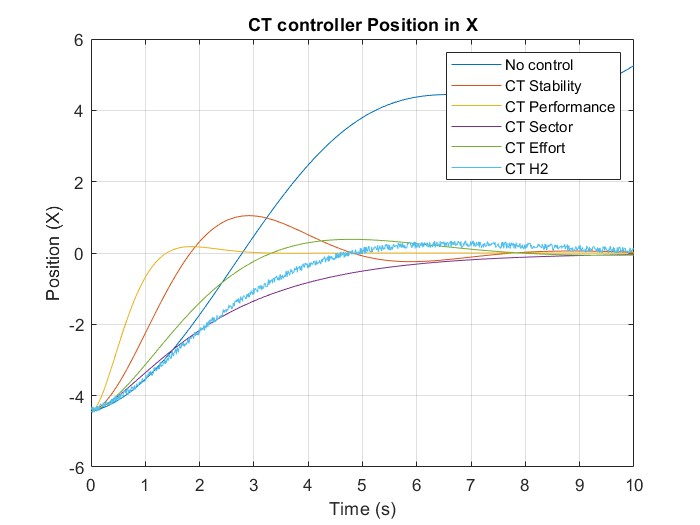 CT controller Position in X
6
4
2
0
-2
-4
-6
Position (X)
No control
CT Stability
CT Performance
CT Sector
CT Effort
CT H2
0 1 2 3 4 5 6 7 8 9 10
Time (s)